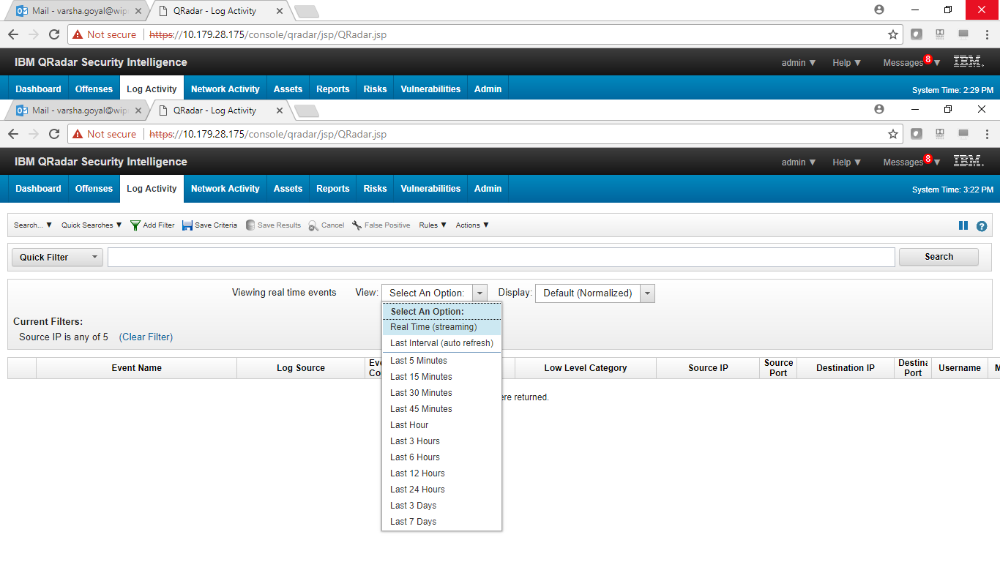 Mail - varsha.goyal@wip
QRadar - Log Activity
Not secure https://10.179.28.175/console/qradar/jsp/QRadar.jsp
IBM QRadar Security Intelligence admin Help Messages 8 IBM
Dashboard Offenses Log Activity Network Activity Assets Reports Risks Vulnerabilities Admin System Time: 2:29 PM
Mail - varsha.goyal@wip
QRadar - Log Activity
Not secure https://10.179.28.175/console/qradar/jsp/QRadar.jsp
IBM QRadar Security Intelligence admin Help Messages 8 IBM
Dashboard Offenses Log Activity Network Activity Assets Reports Risks Vulnerabilities Admin System Time: 3:22 PM
Search... Quick Searches Add Filter Save Criteria Save Results Cancel False Positive Rules Actions
Quick Filter Search
Viewing real time events View: Select An Option: Display: Default (Normalized)
Select An Option:
Real Time (streaming)
Last Interval (auto refresh)
Last 5 Minutes
Last 15 Minutes
Last 30 Minutes
Last 45 Minutes
Last Hour
Last 3 Hours
Last 6 Hours
Last 12 Hours
Last 24 Hours
Last 3 Days
Last 7 Days
Current Filters:
Source IP is any of 5 (Clear Filter)
Event Name Log Source Low Level Category Source IP Source Port Destination IP Port Username
returned.